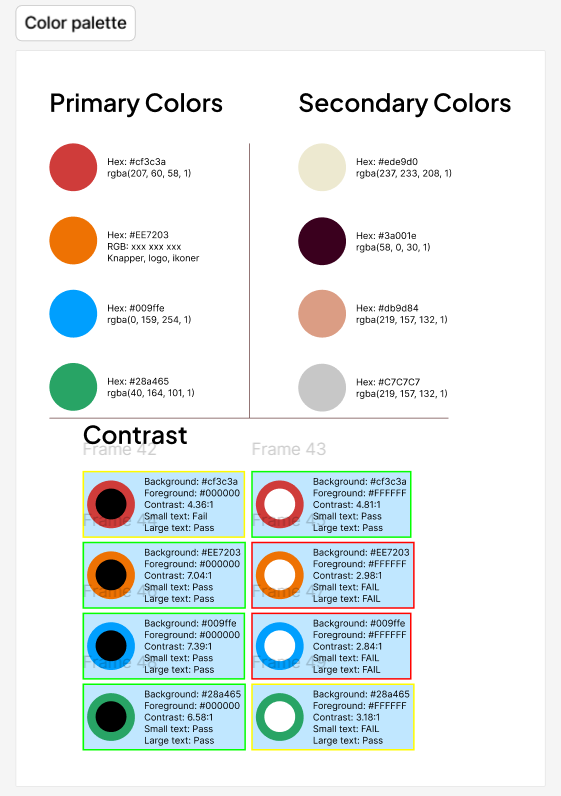 Color palette
Primary Colors
Secondary Colors
Hex: #cf3c3a
rgba(207, 60, 58, 1)
Hex: #ede9d0
rgba(237, 233, 208, 1)
Hex: #EE7203
RGB: xxx xxx xxx
Knapper, logo, ikoner
Hex: #3a001e
rgba(58, 0, 30, 1)
Hex: #009ffe
rgba(0, 159, 254, 1)
Hex: #db9d84
rgba(219, 157, 132, 1)
Hex: #28a465
rgba(40, 164, 101, 1)
Hex: #C7C7C7
rgba(219, 157, 132, 1)
Contrast
Frame 42
Frame 43
Background: #cf3c3a
Foreground: #000000
Contrast: 4.36:1
Small text: Fail
Large text: Pass
Background: #cf3c3a
Foreground: #FFFFFF
Contrast: 4.81:1
Small text: Pass
Large text: Pass
Background: #EE7203
Foreground: #000000
Contrast: 7.04:1
Small text: Pass
Large text: Pass
Background: #EE7203
Foreground: #FFFFFF
Contrast: 2.98:1
Small text: FAIL
Large text: FAIL
Background: #009ffe
Foreground: #000000
Contrast: 7.39:1
Small text: Pass
Large text: Pass
Background: #009ffe
Foreground: #FFFFFF
Contrast: 2.84:1
Small text: FAIL
Large text: FAIL
Background: #28a465
Foreground: #000000
Contrast: 6.58:1
Small text: Pass
Large text: Pass
Background: #28a465
Foreground: #FFFFFF
Contrast: 3.18:1
Small text: FAIL
Large text: Pass